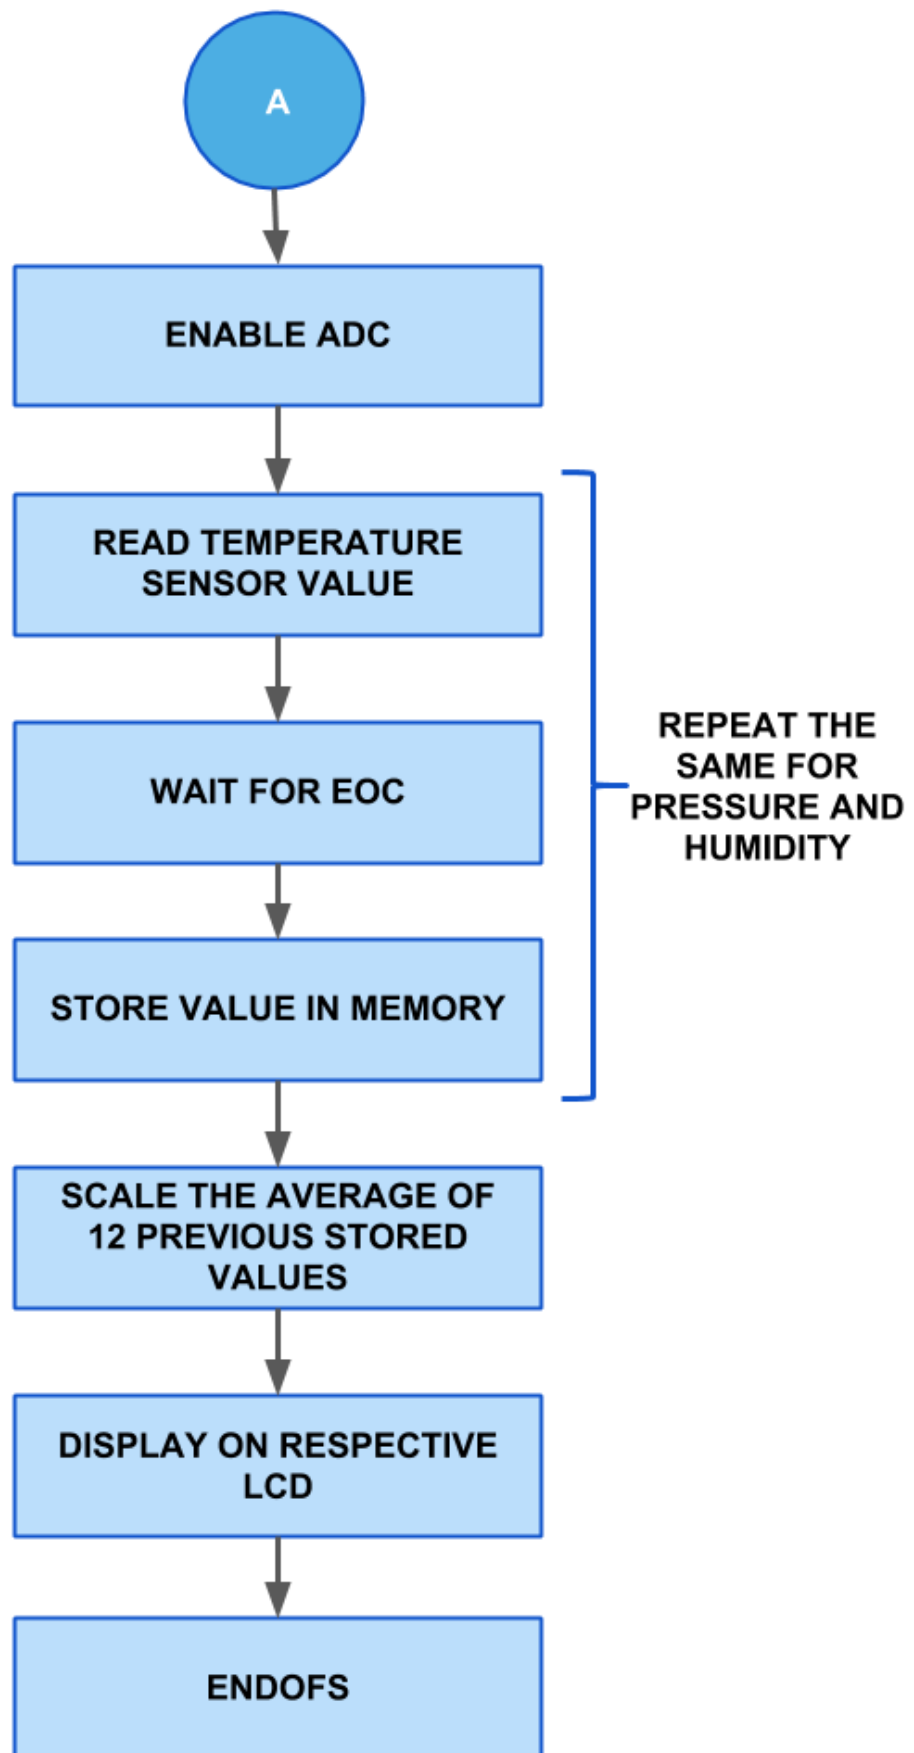 A
ENABLE ADC
READ TEMPERATURE
SENSOR VALUE
WAIT FOR EOC
STORE VALUE IN MEMORY
REPEAT THE
SAME FOR
PRESSURE AND
HUMIDITY
SCALE THE AVERAGE OF
12 PREVIOUS STORED
VALUES
DISPLAY ON RESPECTIVE
LCD
ENDOFS